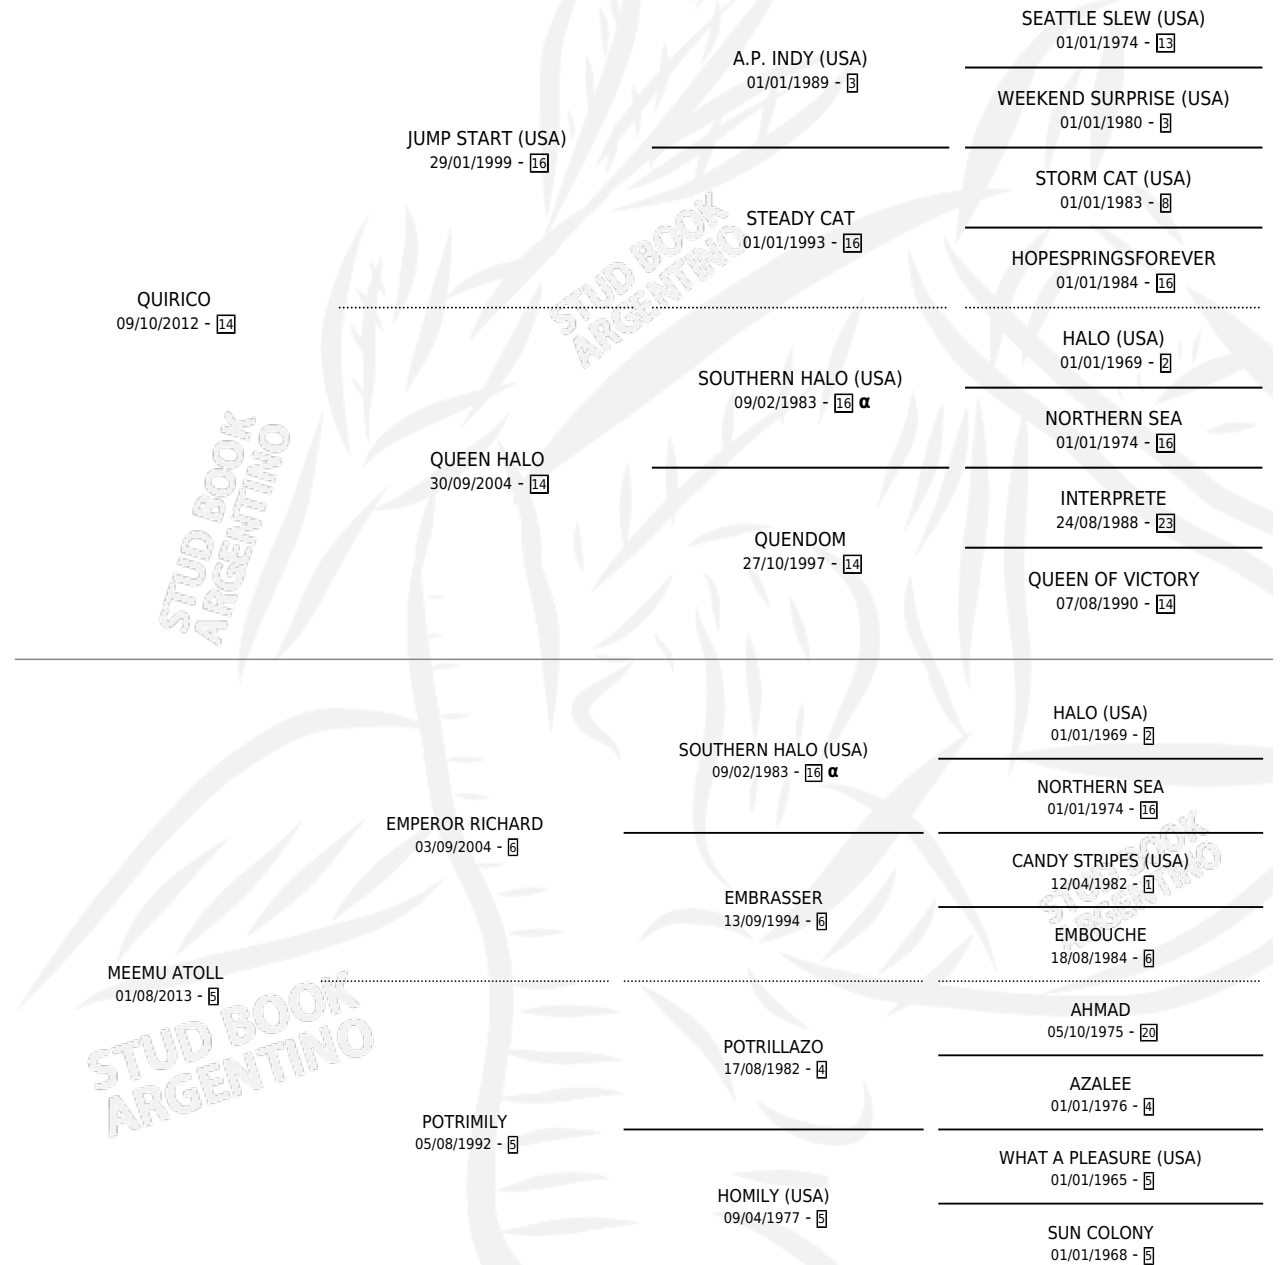 SEATTLE SLEW (USA)
01/01/1974 - 13
A.P. INDY (USA)
01/01/1989 - 3
WEEKEND SURPRISE (USA)
01/01/1980 - 3
JUMP START (USA)
29/01/1999 - 16
STORM CAT (USA)
01/01/1983 - 8
STEADY CAT
01/01/1993 - 16
HOPESPRINGSFOREVER
01/01/1984 - 16
QUIRICO
09/10/2012 - 14
HALO (USA)
01/01/1969 - 2
SOUTHERN HALO (USA)
09/02/1983 - 16 α
NORTHERN SEA
01/01/1974 - 16
QUEEN HALO
30/09/2004 - 14
INTERPRETE
24/08/1988 - 23
QUENDOM
27/10/1997 - 14
QUEEN OF VICTORY
07/08/1990 - 14
HALO (USA)
01/01/1969 - 2
SOUTHERN HALO (USA)
09/02/1983 - 16 α
NORTHERN SEA
01/01/1974 - 16
EMPEROR RICHARD
03/09/2004 - 6
CANDY STRIPES (USA)
12/04/1982 - 1
EMBRASSER
13/09/1994 - 6
EMBOUCHE
18/08/1984 - 6
MEEMU ATOLL
01/08/2013 - 5
AHMAD
05/10/1975 - 20
POTRILLAZO
17/08/1982 - 4
AZALEE
01/01/1976 - 4
POTRIMILY
05/08/1992 - 5
WHAT A PLEASURE (USA)
01/01/1965 - 5
HOMILY (USA)
09/04/1977 - 5
SUN COLONY
01/01/1968 - 5
STUD BOOK
ARGENTINO
STUD BOOK
ARGENTINO
STUD BOOK
ARGENTINO
STUD BOOK
ARGENTINO